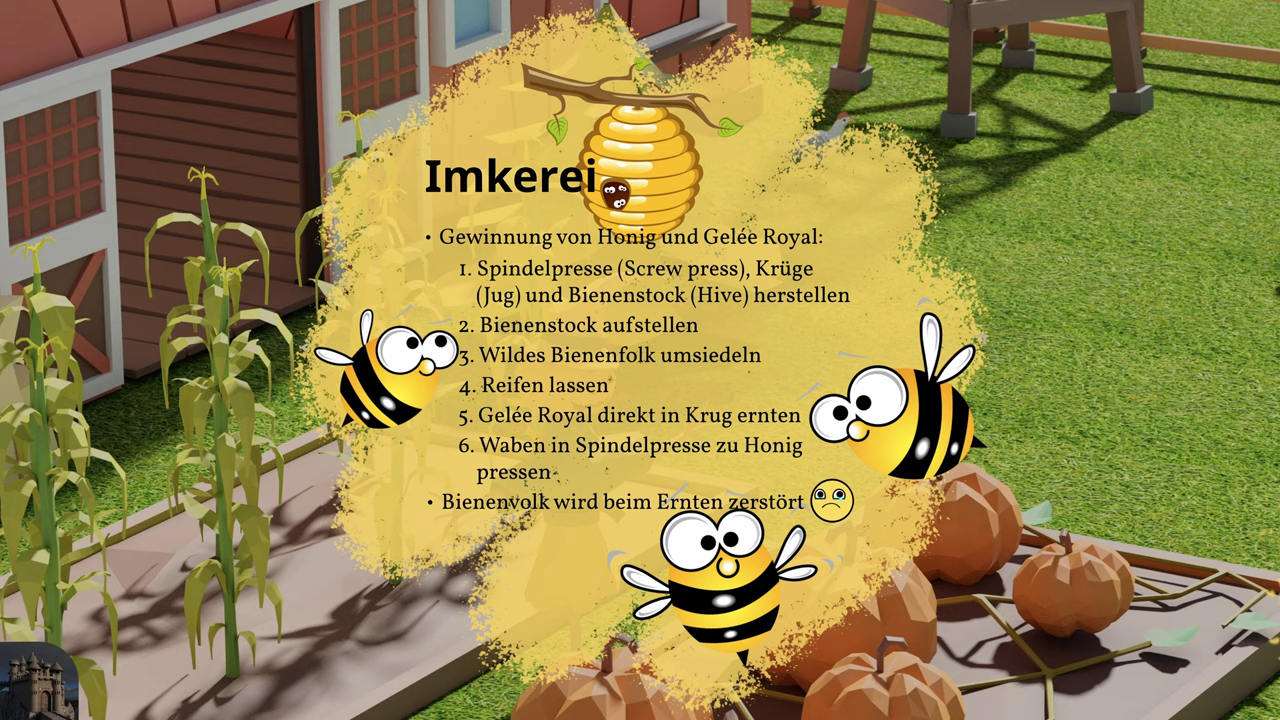 Imkerei
• Gewinnung von Honig und Gelée Royal:
1. Spindelpresse (Screw press), Krüge
(Jug) und Bienenstock (Hive) herstellen
2. Bienenstock aufstellen
3. Wildes Bienenfolk umsiedeln
4. Reifen lassen
5. Gelée Royal direkt in Krug ernten
6. Waben in Spindelpresse zu Honig
pressen
• Bienenvolk wird beim Ernten zerstört